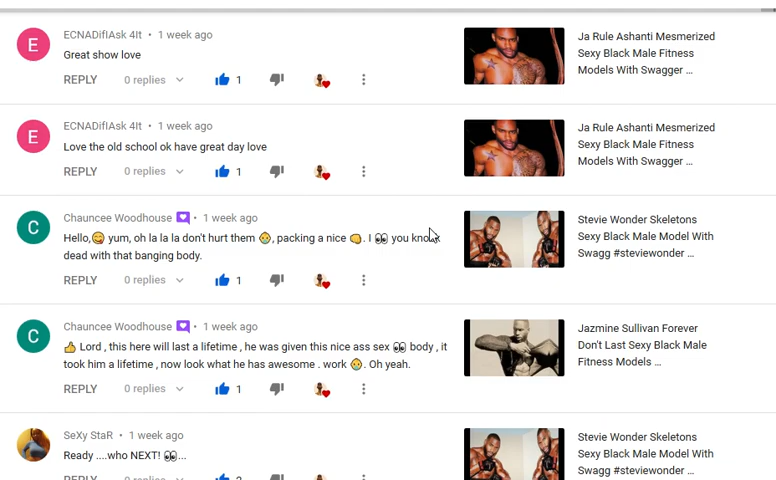 ECNADifIAsk 4It • 1 week ago
Great show love
REPLY 0 replies 1
Ja Rule Ashanti Mesmerized
Sexy Black Male Fitness
Models With Swagger ...
ECNADifIAsk 4It • 1 week ago
Love the old school ok have great day love
REPLY 0 replies 1
Ja Rule Ashanti Mesmerized
Sexy Black Male Fitness
Models With Swagger ...
Chauncee Woodhouse • 1 week ago
Hello,😋 yum, oh la la la don't hurt them 👶, packing a nice 👊. I 👀 you know
dead with that banging body.
REPLY 0 replies 1
Stevie Wonder Skeletons
Sexy Black Male Model With
Swagg #steviewonder ...
Chauncee Woodhouse • 1 week ago
👍 Lord , this here will last a lifetime , he was given this nice ass sex 👀 body , it
took him a lifetime , now look what he has awesome . work 👶. Oh yeah.
REPLY 0 replies 1
Jazmine Sullivan Forever
Don't Last Sexy Black Male
Fitness Models ...
SeXy StaR • 1 week ago
Ready ....who NEXT! 👀...
REPLY 0 replies 2
Stevie Wonder Skeletons
Sexy Black Male Model With
Swagg #steviewonder ...